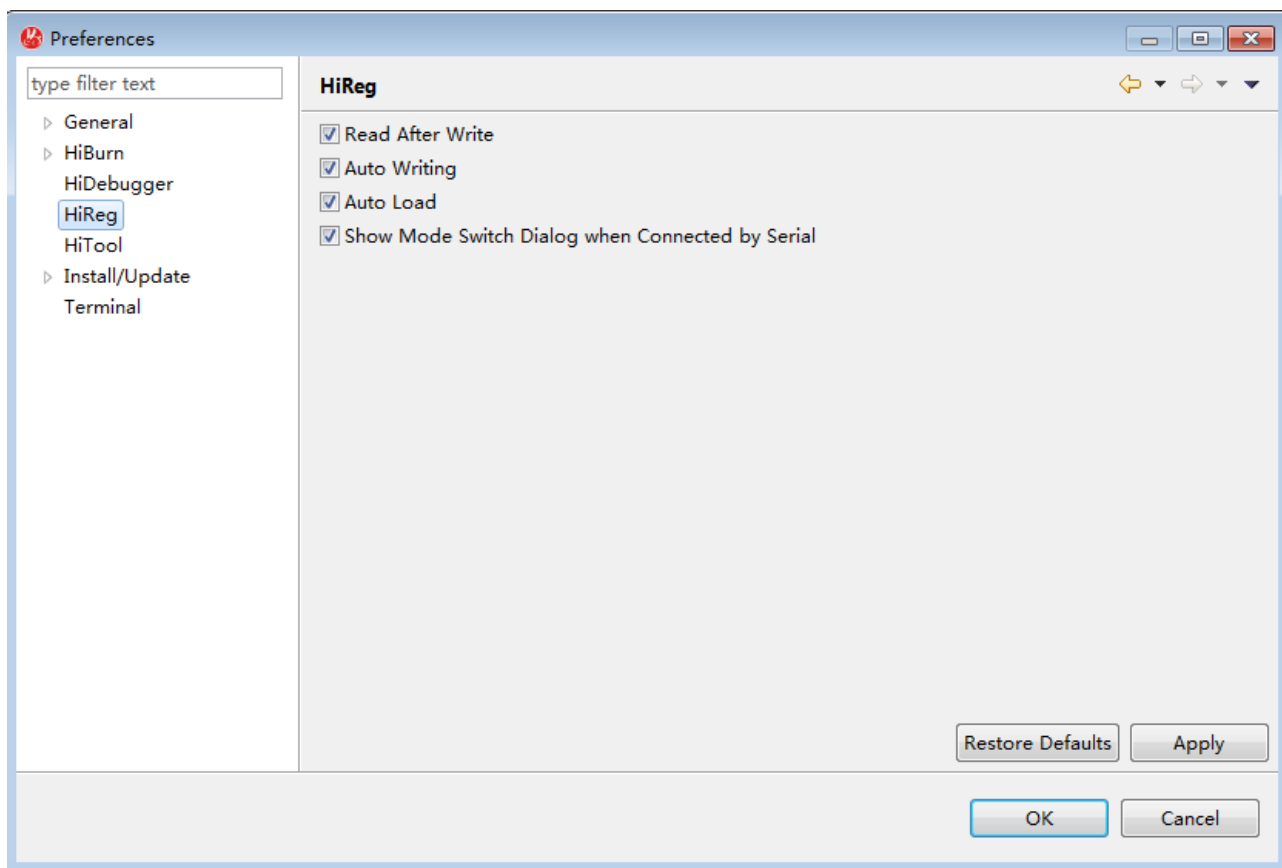 Preferences
type filter text
General
HiBurn
HiDebugger
HiReg
HiTool
Install/Update
Terminal
HiReg
Read After Write
Auto Writing
Auto Load
Show Mode Switch Dialog when Connected by Serial
Restore Defaults
Apply
OK
Cancel